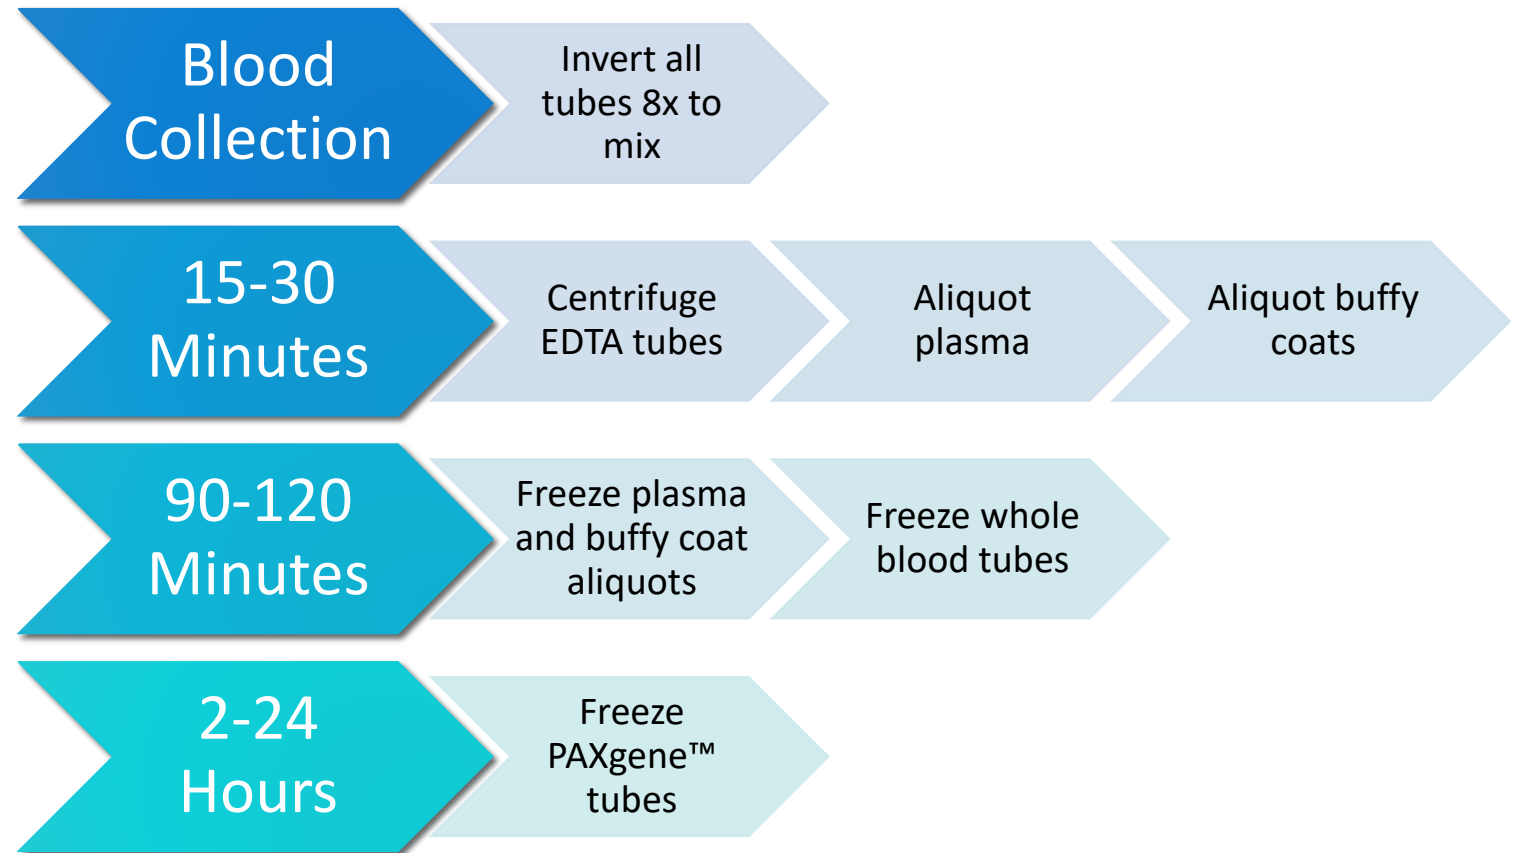 Blood
Collection
Invert all
tubes 8x to
mix
15-30
Minutes
Centrifuge
EDTA tubes
Aliquot
plasma
Aliquot buffy
coats
90-120
Minutes
Freeze plasma
and buffy coat
aliquots
Freeze whole
blood tubes
2-24
Hours
Freeze
PAXgene™
tubes